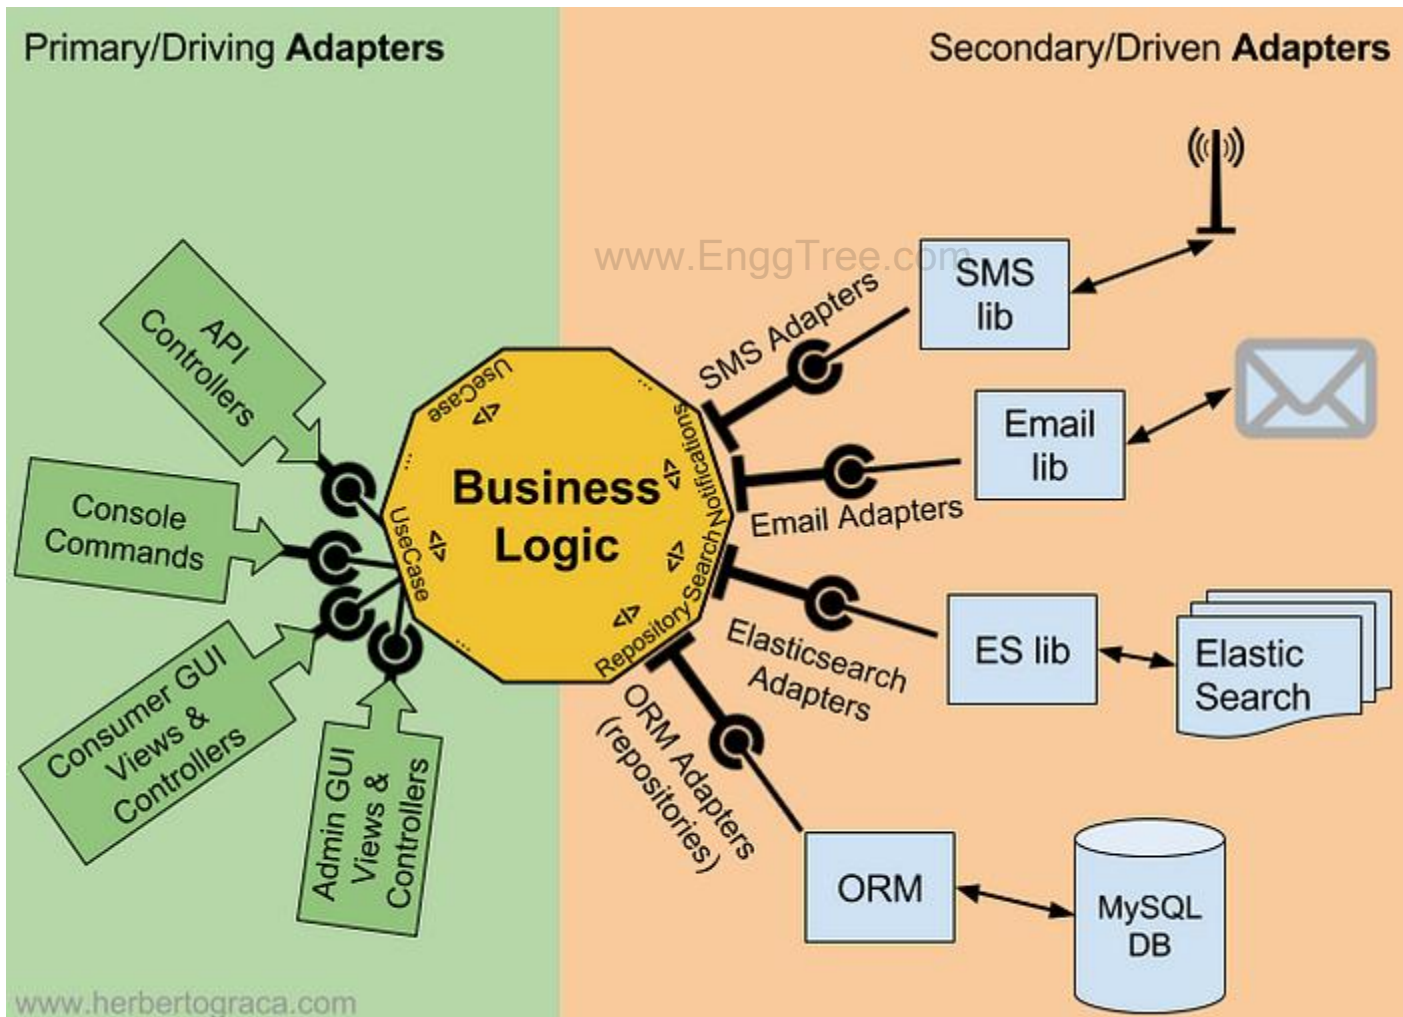 Primary/Driving Adapters
Secondary/Driven Adapters
www.EnggTree.com
API
Controllers
Console
Commands
Consumer GUI
Views &
Controllers
Admin GUI
Views &
Controllers
UseCase
</>
...
...
UseCase
</>
...
Business
Logic
...
Notifications
</>
Search
</>
Repository
</>
SMS Adapters
SMS
lib
Email Adapters
Email
lib
Elasticsearch
Adapters
ES lib
Elastic
Search
ORM Adapters
(repositories)
ORM
MySQL
DB
www.herbertograca.com